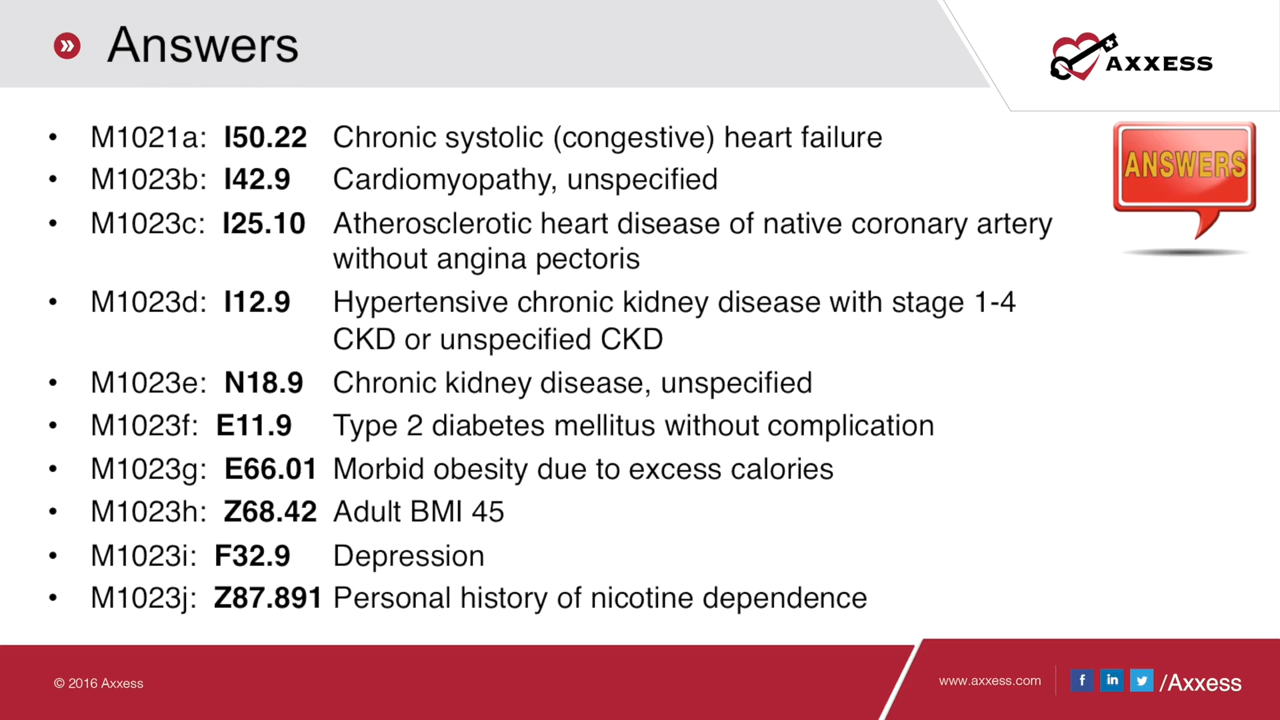 Answers
AXXESS
ANSWERS
• M1021a: I50.22 Chronic systolic (congestive) heart failure
• M1023b: I42.9 Cardiomyopathy, unspecified
• M1023c: I25.10 Atherosclerotic heart disease of native coronary artery
without angina pectoris
• M1023d: I12.9 Hypertensive chronic kidney disease with stage 1-4
CKD or unspecified CKD
• M1023e: N18.9 Chronic kidney disease, unspecified
• M1023f: E11.9 Type 2 diabetes mellitus without complication
• M1023g: E66.01 Morbid obesity due to excess calories
• M1023h: Z68.42 Adult BMI 45
• M1023i: F32.9 Depression
• M1023j: Z87.891 Personal history of nicotine dependence
© 2016 Axxess
www.axxess.com f in /Axxess